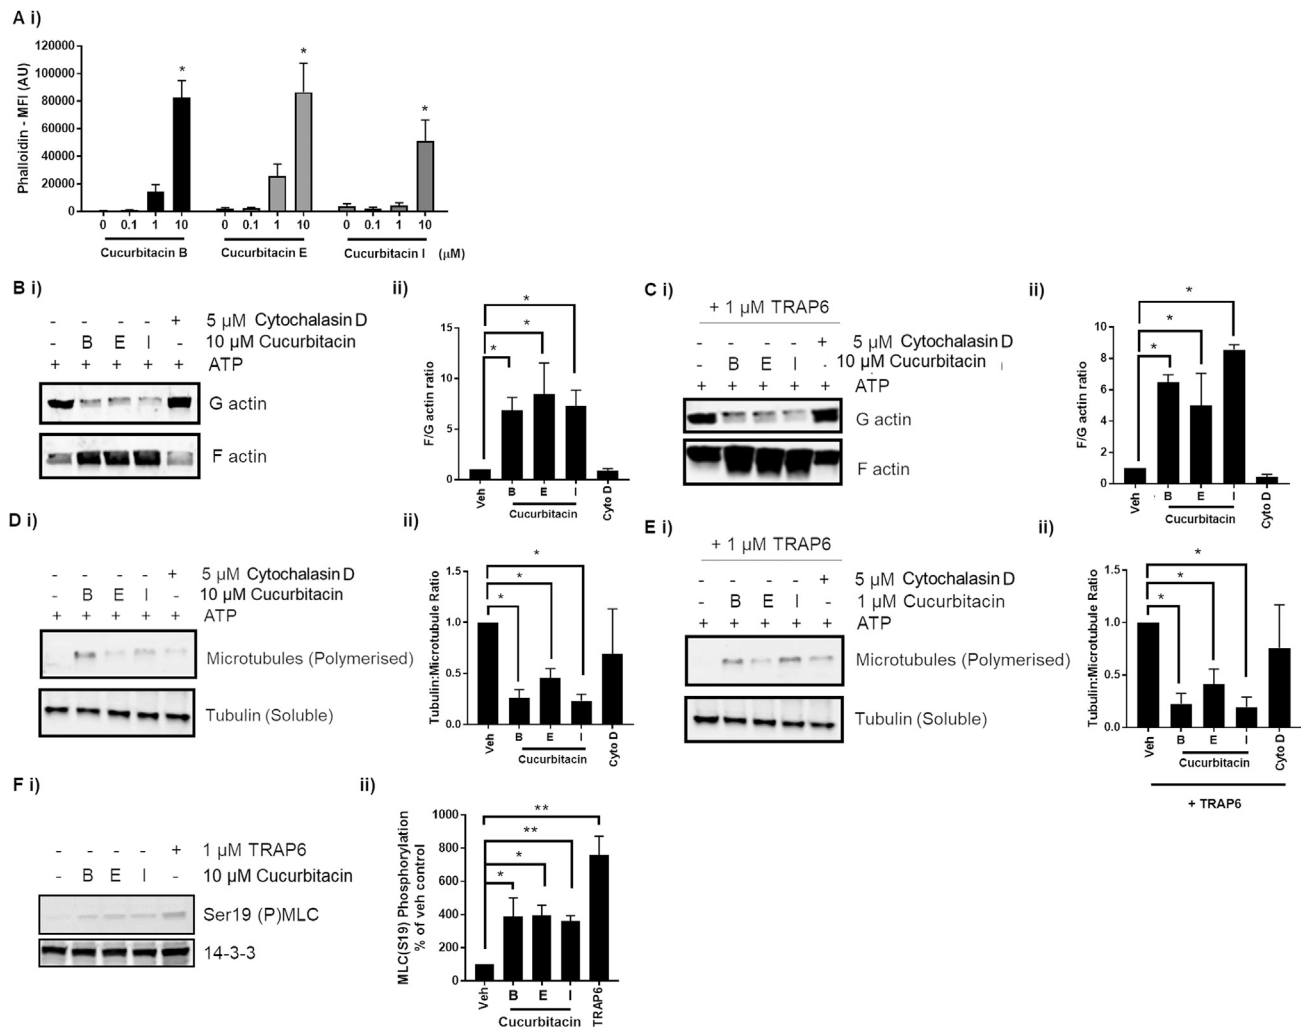 A i)
120000
100000
80000
60000
40000
20000
0
Phalloidin - MFI (AU)
* * *
0 0.1 1 10 0 0.1 1 10 0 0.1 1 10
Cucurbitacin B Cucurbitacin E Cucurbitacin I (μM)
B i)
- - - - + 5 μM Cytochalasin D
- B E I - 10 μM Cucurbitacin
+ + + + + ATP
G actin
F actin
ii)
F/G actin ratio
15
10
5
0
*
*
*
Veh B E I Cyto D
Cucurbitacin
C i)
+ 1 μM TRAP6
- - - - + 5 μM Cytochalasin D
- B E I - 10 μM Cucurbitacin
+ + + + + ATP
G actin
F actin
ii)
F/G actin ratio
10
8
6
4
2
0
*
*
*
Veh B E I Cyto D
Cucurbitacin
D i)
- - - - + 5 μM Cytochalasin D
- B E I - 10 μM Cucurbitacin
+ + + + + ATP
Microtubules (Polymerised)
Tubulin (Soluble)
ii)
Tubulin:Microtubule Ratio
1.5
1.0
0.5
0.0
*
*
*
Veh B E I Cyto D
Cucurbitacin
E i)
+ 1 μM TRAP6
- - - - + 5 μM Cytochalasin D
- B E I - 1 μM Cucurbitacin
+ + + + + ATP
Microtubules (Polymerised)
Tubulin (Soluble)
ii)
Tubulin:Microtubule Ratio
1.5
1.0
0.5
0.0
*
*
*
Veh B E I Cyto D
Cucurbitacin
+ TRAP6
F i)
- - - - + 1 μM TRAP6
- B E I - 10 μM Cucurbitacin
Ser19 (P)MLC
14-3-3
ii)
MLC(S19) Phosphorylation
% of veh control
1000
800
600
400
200
0
**
**
*
*
Veh B E I TRAP6
Cucurbitacin